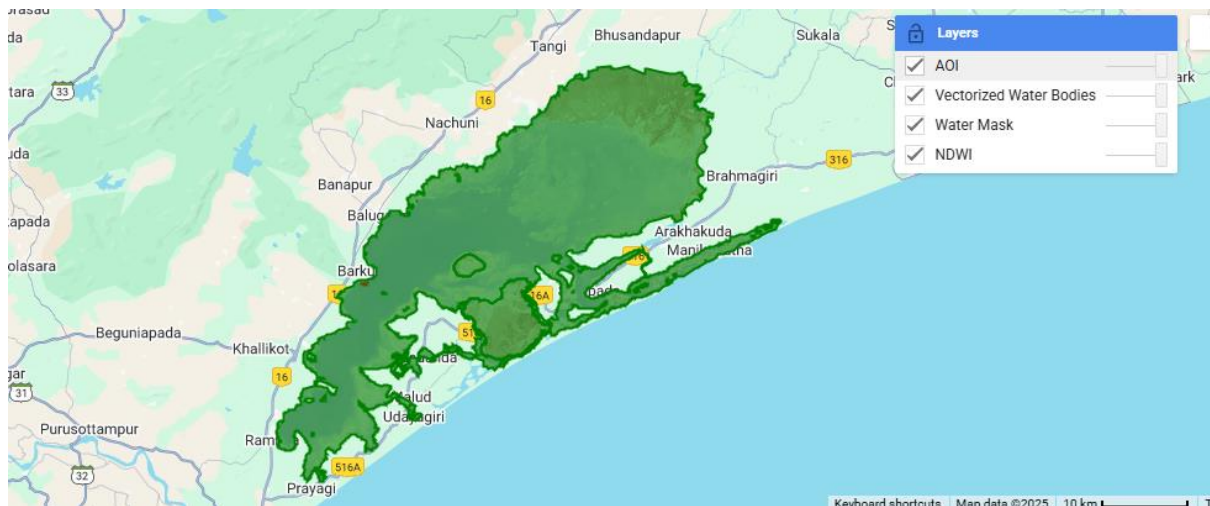 Tangi
Bhusandapur
Sukala
Layers
AOI
Vectorized Water Bodies
Water Mask
NDWI
33
16
Nachuni
316
Banapur
Brahmagiri
Arakhakuda
16A
Beguniapada
Khallikot
16
31
Udayagiri
Purusottampur
32
516A
Prayagi
Keyboard shortcuts
Map data ©2025
10 km